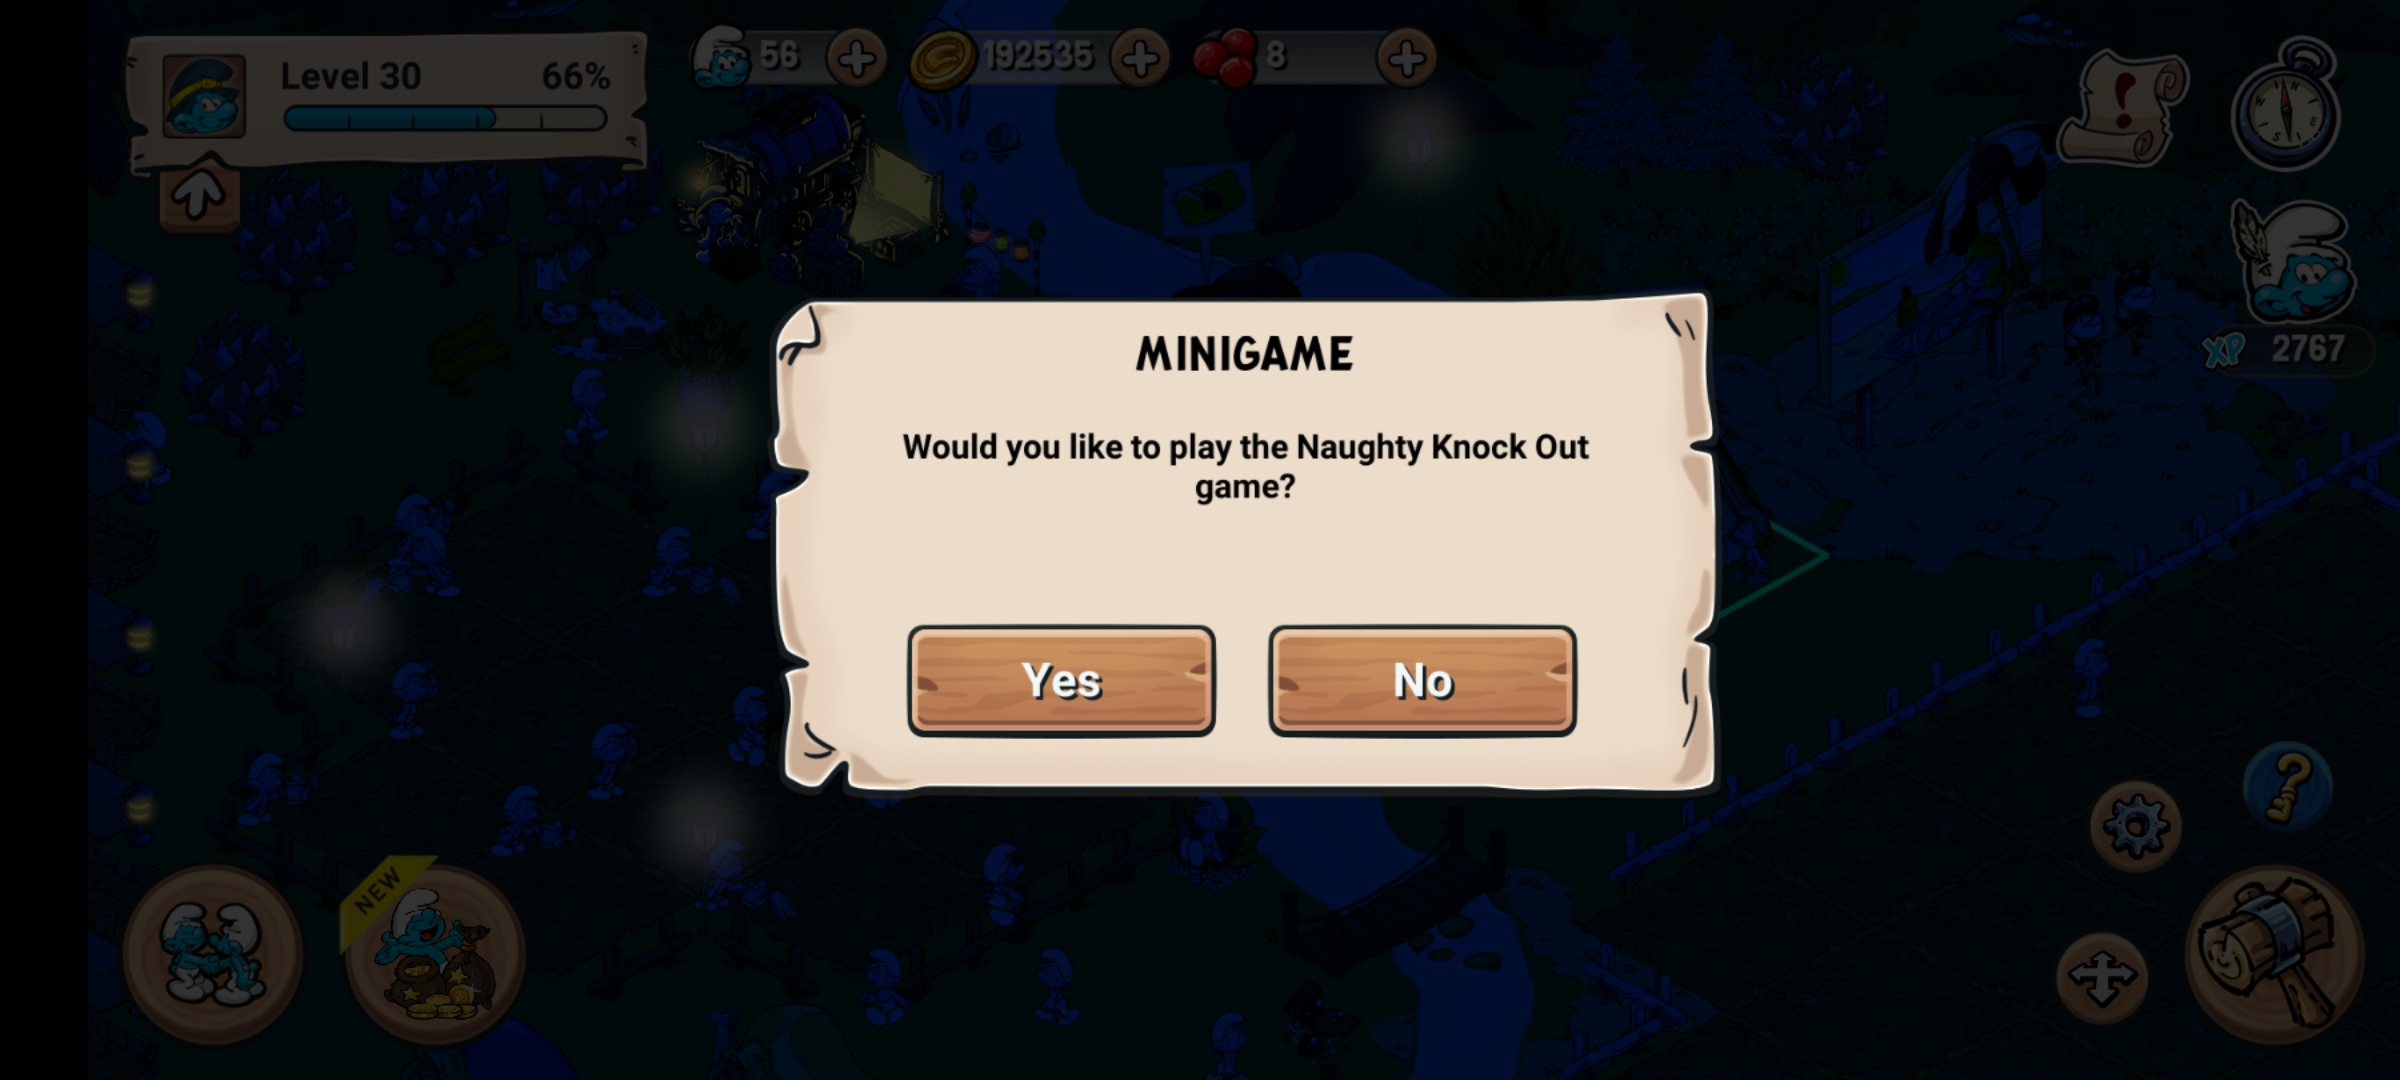 Level 30 66%
56
192535
8
XP 2767
MINIGAME
Would you like to play the Naughty Knock Out
game?
Yes
No
NEW